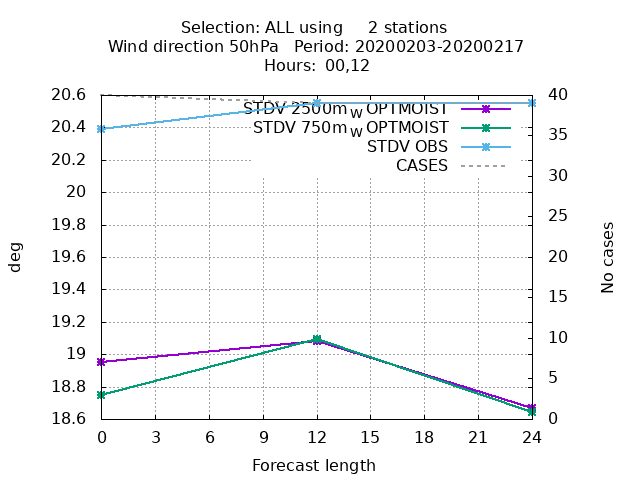 Selection: ALL using 2 stations
Wind direction 50hPa Period: 20200203-20200217
Hours: 00,12
STDV 2500m_W OPTMOIST
STDV 750m_W OPTMOIST
STDV OBS
CASES
20.6
20.4
20.2
20
19.8
19.6
19.4
19.2
19
18.8
18.6
deg
40
35
30
25
20
15
10
5
0
No cases
0 3 6 9 12 15 18 21 24
Forecast length